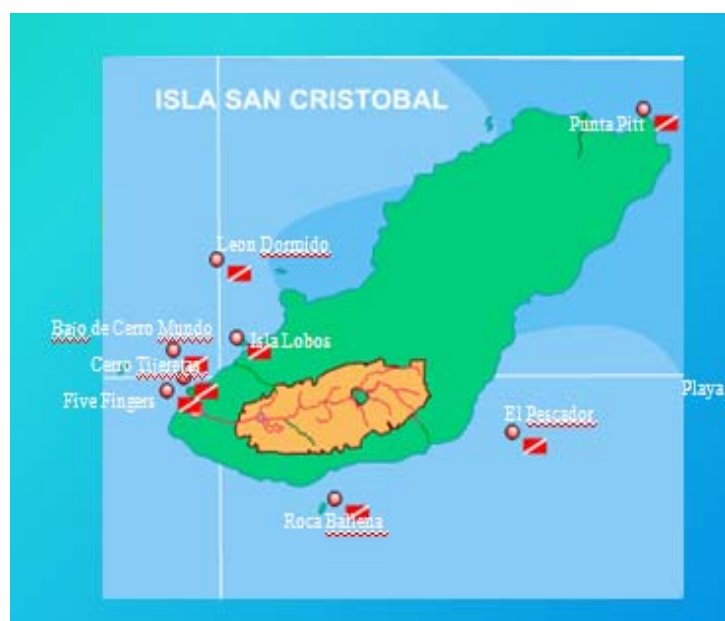 ISLA SAN CRISTOBAL
Punta Pitt
Leon Dormido
Bajo de Cerro Mundo
Isla Lobos
Cerro Tijeretas
Five Fingers
Playa
El Pescador
Roca Ballena